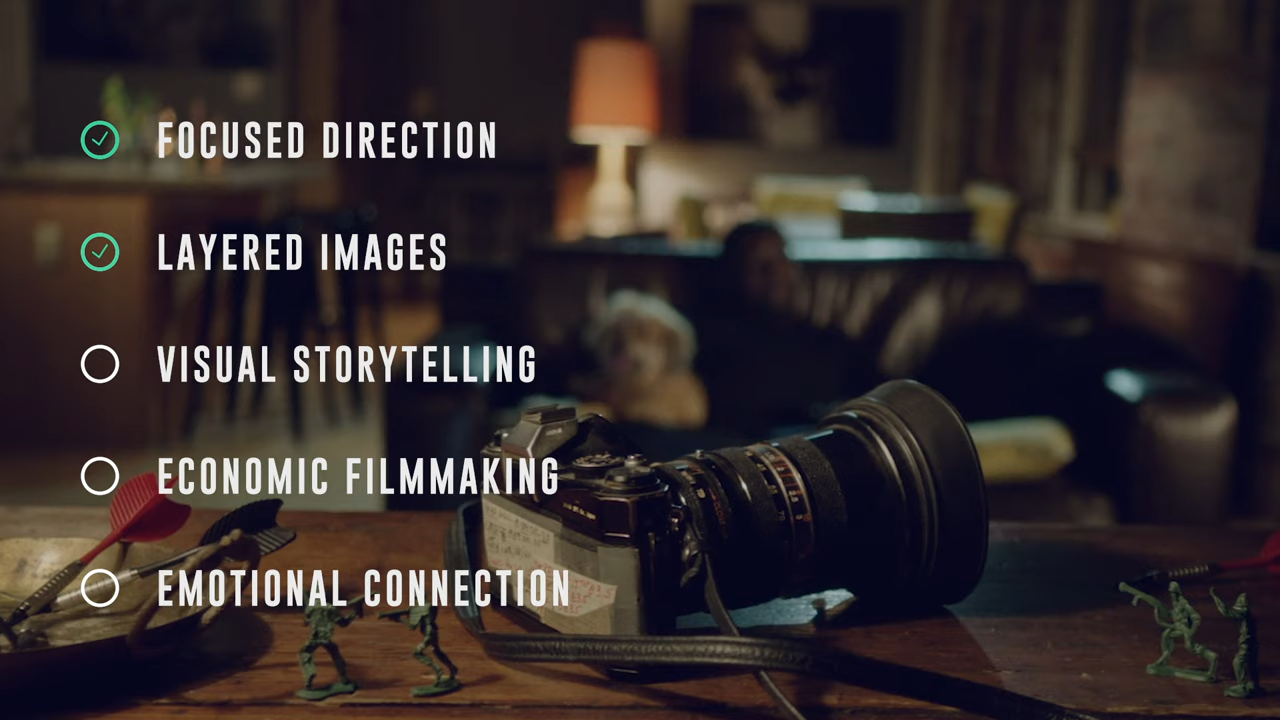 FOCUSED DIRECTION
LAYERED IMAGES
VISUAL STORYTELLING
ECONOMIC FILMMAKING
EMOTIONAL CONNECTION